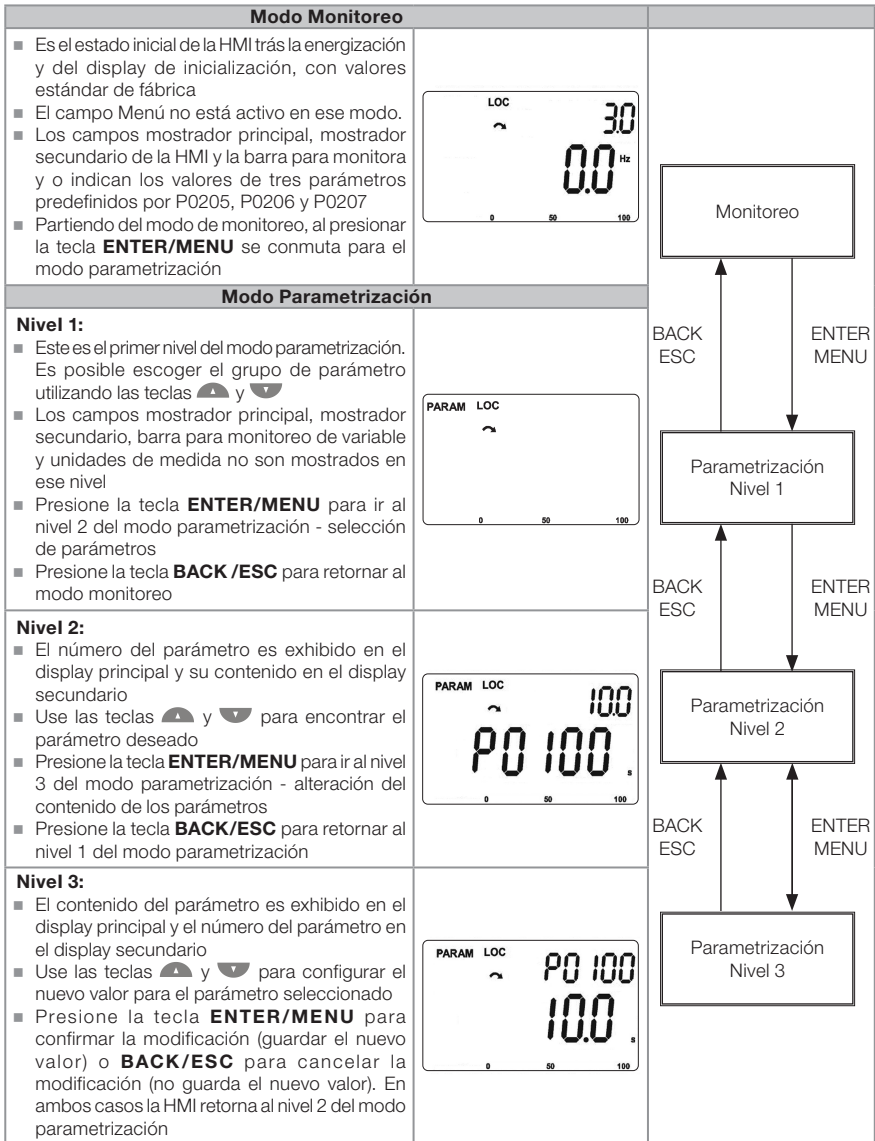 Modo Monitoreo
■ Es el estado inicial de la HMI trás la energización
y del display de inicialización, con valores
estándar de fábrica
■ El campo Menú no está activo en ese modo.
■ Los campos mostrador principal, mostrador
secundario de la HMI y la barra para monitora
y o indican los valores de tres parámetros
predefinidos por P0205, P0206 y P0207
■ Partiendo del modo de monitoreo, al presionar
la tecla ENTER/MENU se conmuta para el
modo parametrización
LOC
3.0
0.0 Hz
0 50 100
Modo Parametrización
Nivel 1:
■ Este es el primer nivel del modo parametrización.
Es posible escoger el grupo de parámetro
utilizando las teclas y
■ Los campos mostrador principal, mostrador
secundario, barra para monitoreo de variable
y unidades de medida no son mostrados en
ese nivel
■ Presione la tecla ENTER/MENU para ir al
nivel 2 del modo parametrización - selección
de parámetros
■ Presione la tecla BACK /ESC para retornar al
modo monitoreo
PARAM LOC
0 50 100
Nivel 2:
■ El número del parámetro es exhibido en el
display principal y su contenido en el display
secundario
■ Use las teclas y para encontrar el
parámetro deseado
■ Presione la tecla ENTER/MENU para ir al nivel
3 del modo parametrización - alteración del
contenido de los parámetros
■ Presione la tecla BACK/ESC para retornar al
nivel 1 del modo parametrización
PARAM LOC
10.0
P0100 s
0 50 100
Nivel 3:
■ El contenido del parámetro es exhibido en el
display principal y el número del parámetro en
el display secundario
■ Use las teclas y para configurar el
nuevo valor para el parámetro seleccionado
■ Presione la tecla ENTER/MENU para
confirmar la modificación (guardar el nuevo
valor) o BACK/ESC para cancelar la
modificación (no guarda el nuevo valor). En
ambos casos la HMI retorna al nivel 2 del modo
parametrización
PARAM LOC
P0100
10.0 s
0 50 100
Monitoreo
BACK
ESC
ENTER
MENU
Parametrización
Nivel 1
BACK
ESC
ENTER
MENU
Parametrización
Nivel 2
BACK
ESC
ENTER
MENU
Parametrización
Nivel 3